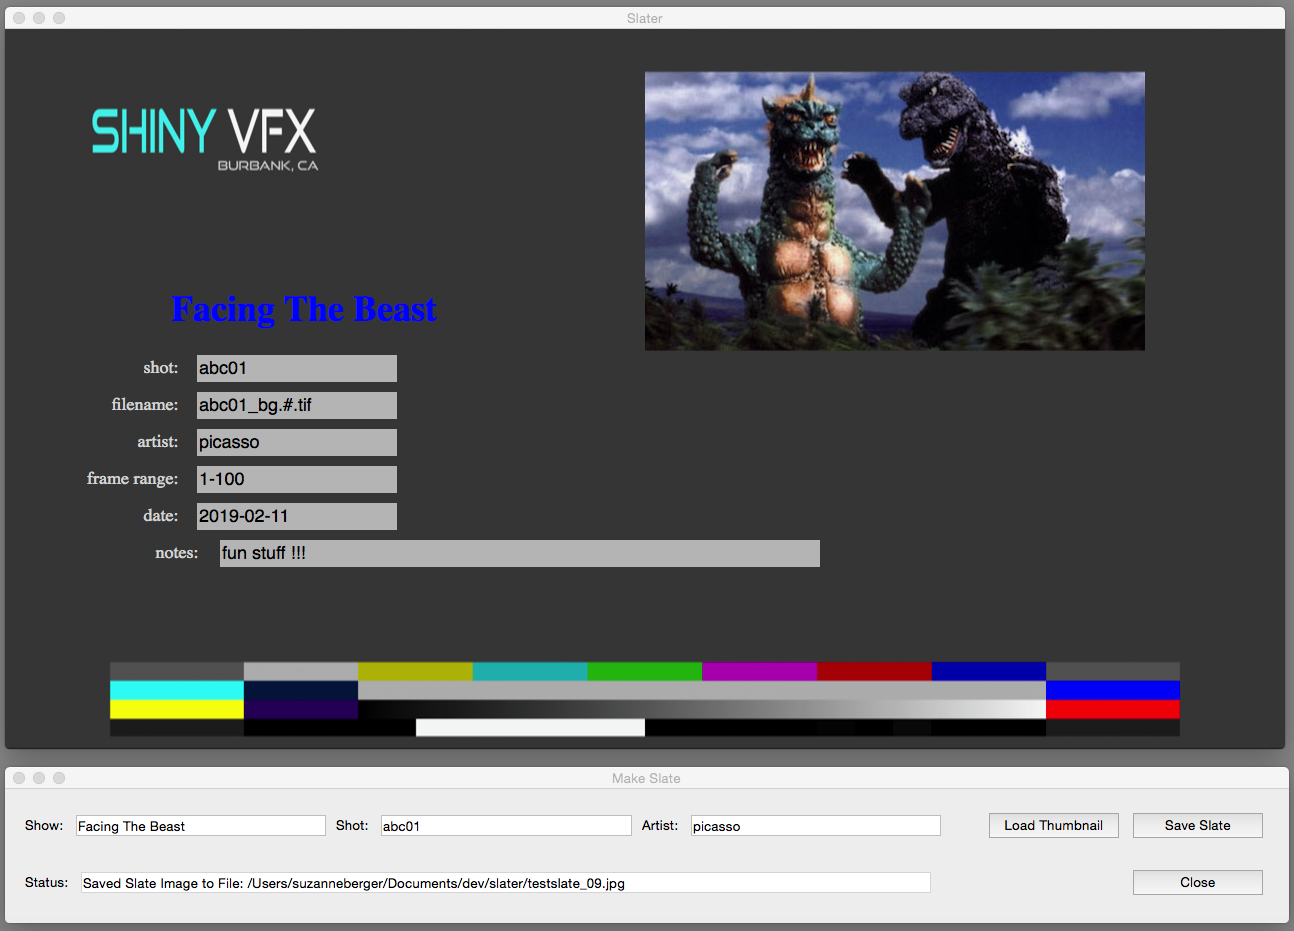 Slater
SHINY VFX
BURBANK, CA
Facing The Beast
shot: abc01
filename: abc01_bg.#.tif
artist: picasso
frame range: 1-100
date: 2019-02-11
notes: fun stuff !!!
Make Slate
Show: Facing The Beast Shot: abc01 Artist: picasso Load Thumbnail Save Slate
Status: Saved Slate Image to File: /Users/suzanneberger/Documents/dev/slater/testslate_09.jpg Close